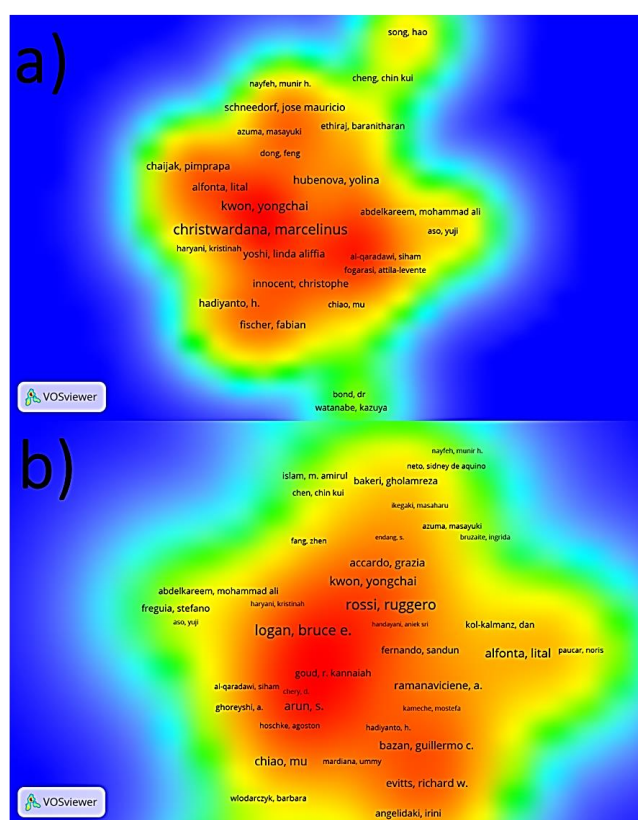 a)
song, hao
cheng, chin kui
nayfeh, munir h.
schneedorf, jose mauricio
ethiraj, baranitharan
azuma, masayuki
dong, feng
chaijak, pimprapa
hubenova, yolina
alfonta, lital
kwon, yongchai
abdelkareem, mohammad ali
christwardana, marcelinus
aso, yuji
haryani, kristinah
yoshi, linda aliffia
al-qaradawi, siham
fogarasi, attila-levente
innocent, christophe
hadiyanto, h.
chiao, mu
fischer, fabian
bond, dr
VOSviewer
watanabe, kazuya
b)
nayfeh, munir h.
neto, sidney de aquino
islam, m. amirul
bakeri, gholamreza
chen, chin kui
ikegaki, masaharu
azuma, masayuki
fang, zhen
endang, s.
bruzaite, ingrida
accardo, grazia
kwon, yongchai
abdelkareem, mohammad ali
haryani, kristinah
rossi, ruggero
freguia, stefano
aso, yuji
handayani, aniek sri
kol-kalmanz, dan
logan, bruce e.
fernando, sandun
alfonta, lital
paucar, noris
goud, r. kannaiah
al-qaradawi, siham
chery, d.
ramanaviciene, a.
ghoreyshi, a.
arun, s.
kameche, mostefa
hoschke, agoston
hadiyanto, h.
bazan, guillermo c.
chiao, mu
mardiana, ummy
evitts, richard w.
wlodarczyk, barbara
VOSviewer
angelidaki, irini